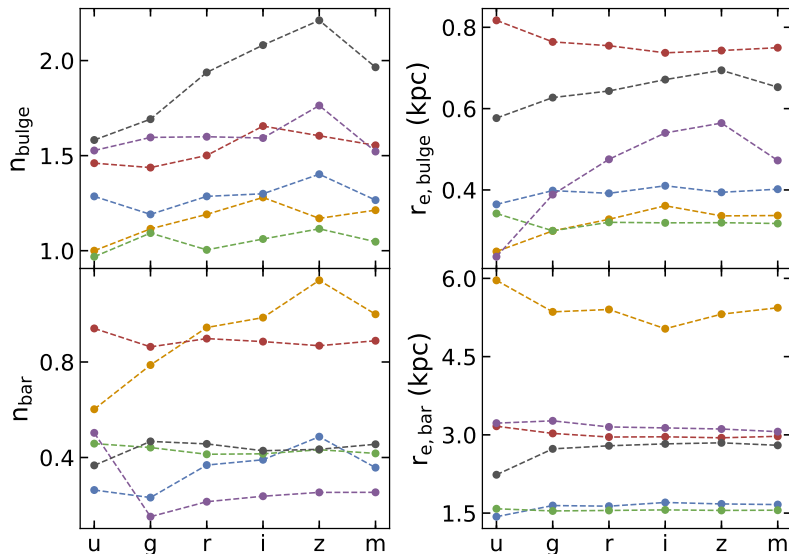 2.0
1.5
1.0
n_bulge
0.8
0.6
0.4
r_e, bulge (kpc)
0.8
0.4
n_bar
u g r i z m
6.0
4.5
3.0
1.5
r_e, bar (kpc)
u g r i z m